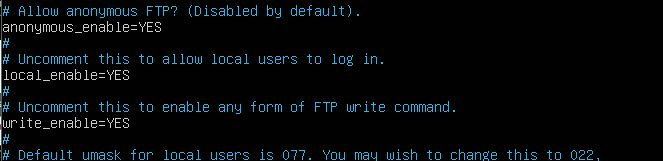 # Allow anonymous FTP? (Disabled by default).
anonymous_enable=YES
#
# Uncomment this to allow local users to log in.
local_enable=YES
#
# Uncomment this to enable any form of FTP write command.
write_enable=YES
#
# Default umask for local users is 077. You may wish to change this to 022,